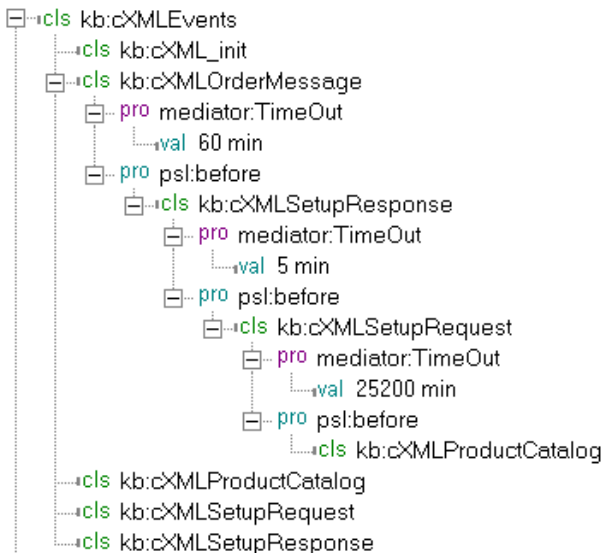 cls kb:cXMLEvents
cls kb:cXML_init
cls kb:cXMLOrderMessage
pro mediator:TimeOut
val 60 min
pro psl:before
cls kb:cXMLSetupResponse
pro mediator:TimeOut
val 5 min
pro psl:before
cls kb:cXMLSetupRequest
pro mediator:TimeOut
val 25200 min
pro psl:before
cls kb:cXMLProductCatalog
cls kb:cXMLProductCatalog
cls kb:cXMLSetupRequest
cls kb:cXMLSetupResponse